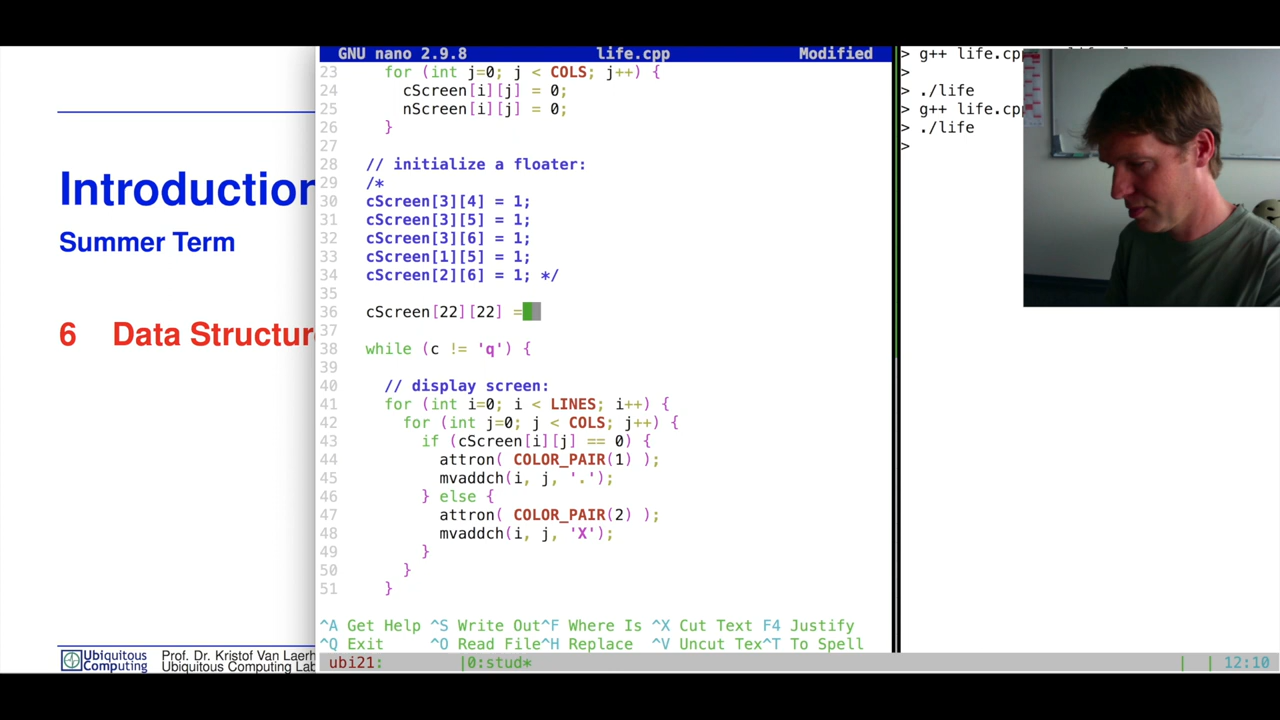 Introduction
Summer Term
6 Data Structur
Ubiquitous
Computing
Prof. Dr. Kristof Van Laerh
Ubiquitous Computing Lab
GNU nano 2.9.8 life.cpp Modified
23 for (int j=0; j < COLS; j++) {
24 cScreen[i][j] = 0;
25 nScreen[i][j] = 0;
26 }
27
28 // initialize a floater:
29 /*
30 cScreen[3][4] = 1;
31 cScreen[3][5] = 1;
32 cScreen[3][6] = 1;
33 cScreen[1][5] = 1;
34 cScreen[2][6] = 1; */
35
36 cScreen[22][22] =
37
38 while (c != 'q') {
39
40 // display screen:
41 for (int i=0; i < LINES; i++) {
42 for (int j=0; j < COLS; j++) {
43 if (cScreen[i][j] == 0) {
44 attron( COLOR_PAIR(1) );
45 mvaddch(i, j, '.');
46 } else {
47 attron( COLOR_PAIR(2) );
48 mvaddch(i, j, 'X');
49 }
50 }
51 }
^A Get Help ^S Write Out^F Where Is ^X Cut Text F4 Justify
^Q Exit ^O Read File^H Replace ^V Uncut Tex^T To Spell
ubi21: |0:stud* | | 12:10
> g++ life.cpp
>
> ./life
> g++ life.cp
> ./life
>